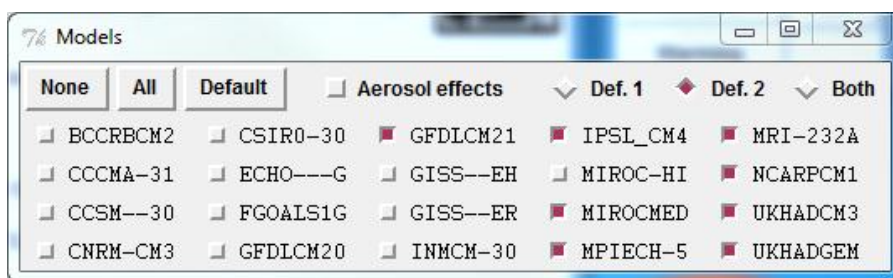 Models
None All Default Aerosol effects Def. 1 Def. 2 Both
BCCRBCM2 CSIRO-30 GFDLCM21 IPSL_CM4 MRI-232A
CCCMA-31 ECHO---G GISS--EH MIROC-HI NCARPCM1
CCSM--30 FGOALS1G GISS--ER MIROCMED UKHADCM3
CNRM-CM3 GFDLCM20 INMCM-30 MPIECH-5 UKHADGEM